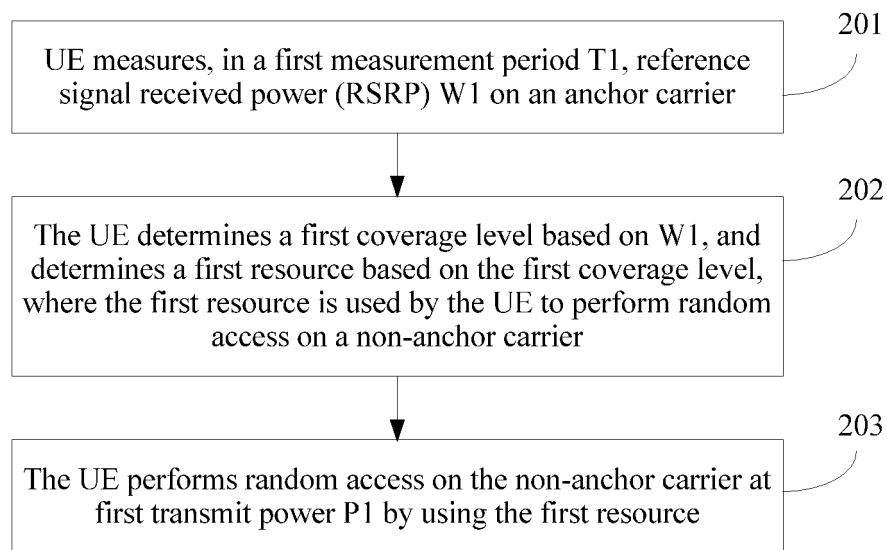 201
UE measures, in a first measurement period T1, reference
signal received power (RSRP) W1 on an anchor carrier
202
The UE determines a first coverage level based on W1, and
determines a first resource based on the first coverage level,
where the first resource is used by the UE to perform random
access on a non-anchor carrier
203
The UE performs random access on the non-anchor carrier at
first transmit power P1 by using the first resource